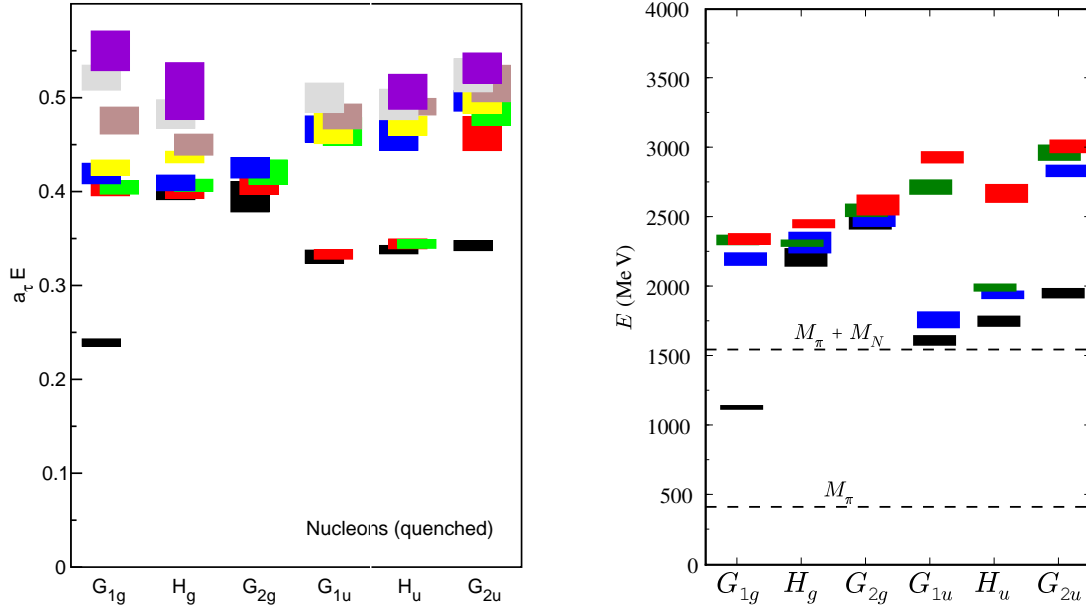 0.5
0.4
0.3
0.2
0.1
0
a_τ E
Nucleons (quenched)
G_1g H_g G_2g G_1u H_u G_2u
4000
3500
3000
2500
2000
1500
1000
500
0
E (MeV)
M_π + M_N
M_π
G_1g H_g G_2g G_1u H_u G_2u